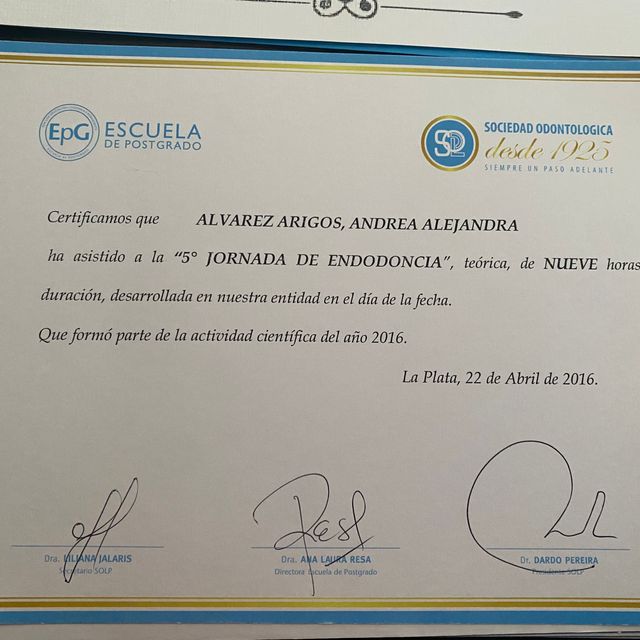 EpG ESCUELA
DE POSTGRADO
SOCIEDAD ODONTOLOGICA
desde 1925
SIEMPRE UN PASO ADELANTE
Certificamos que ALVAREZ ARIGOS, ANDREA ALEJANDRA
ha asistido a la "5° JORNADA DE ENDODONCIA", teórica, de NUEVE horas
duración, desarrollada en nuestra entidad en el día de la fecha.
Que formó parte de la actividad científica del año 2016.
La Plata, 22 de Abril de 2016.
Dra. LILIANA JALARIS
Secretario SOLP
Dra. ANA LAURA RESA
Directora Escuela de Postgrado
Dr. DARDO PEREIRA
Presidente SOLP